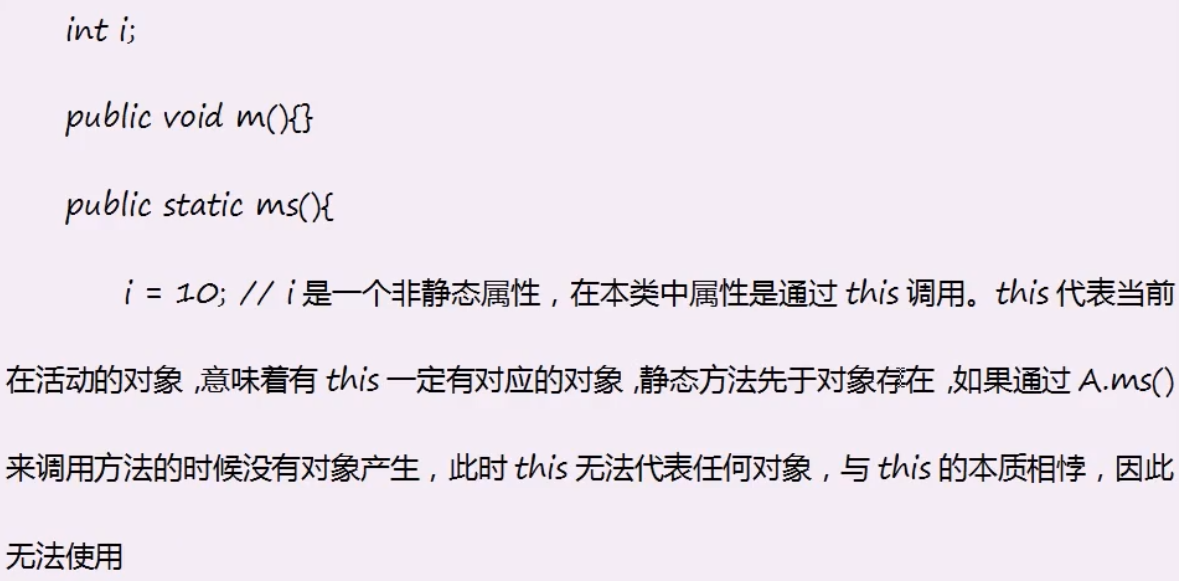 int i;
public void m(){}
public static ms(){
i = 10; // i 是一个非静态属性，在本类中属性是通过 this 调用。this 代表当前
在活动的对象 ,意味着有 this 一定有对应的对象 ,静态方法先于对象存在 ,如果通过 A.ms()
来调用方法的时候没有对象产生，此时 this 无法代表任何对象，与 this 的本质相悖，因此
无法使用